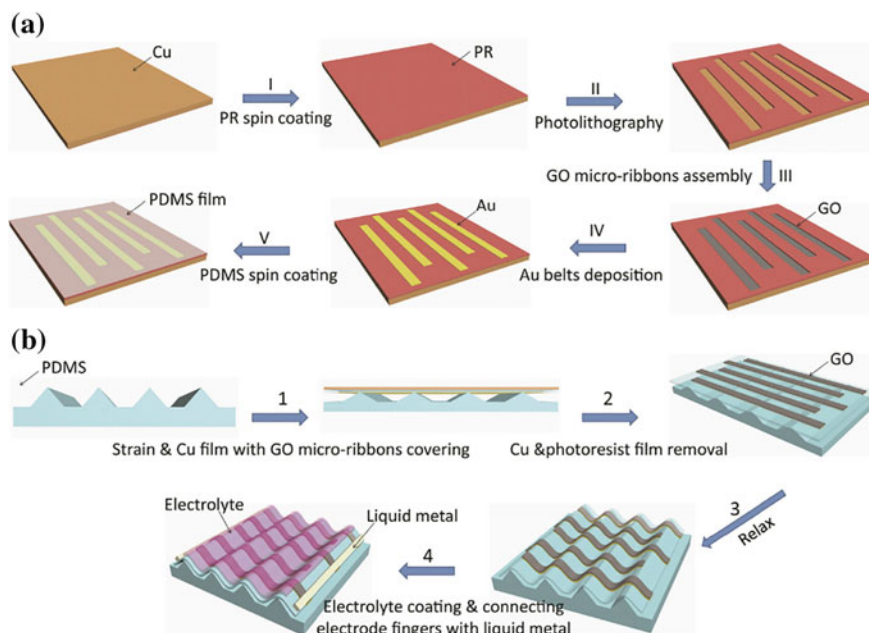 (a)
Cu
I
PR spin coating
PR
II
Photolithography
GO micro-ribbons assembly
III
GO
IV
Au belts deposition
Au
V
PDMS spin coating
PDMS film
(b)
PDMS
1
Strain & Cu film with GO micro-ribbons covering
2
Cu &photoresist film removal
GO
3
Relax
4
Electrolyte coating & connecting
electrode fingers with liquid metal
Electrolyte
Liquid metal